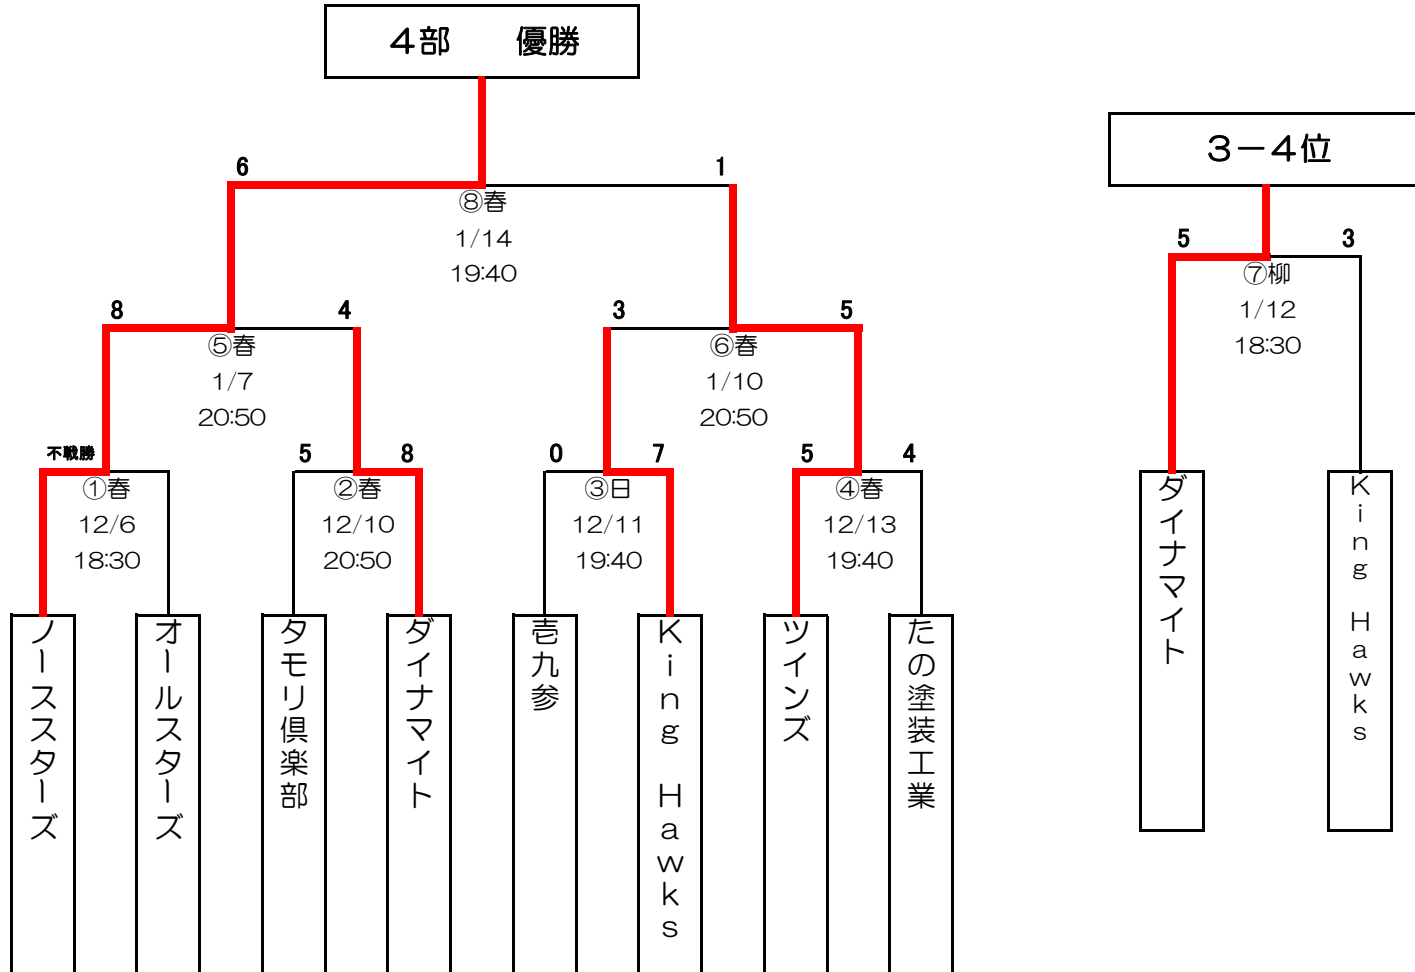 4部 優勝
3－4位
6 1
⑧春
1/14
19:40
5 3
⑦柳
1/12
18:30
8 4 3 5
⑤春 ⑥春
1/7 1/10
20:50 20:50
不戦勝 5 8 0 7 5 4
①春 ②春 ③日 ④春
12/6 12/10 12/11 12/13
18:30 20:50 19:40 19:40
ノーススターズ
オールスターズ
タモリ倶楽部
ダイナマイト
壱九参
King Hawks
ツインズ
たの塗装工業
ダイナマイト
King Hawks